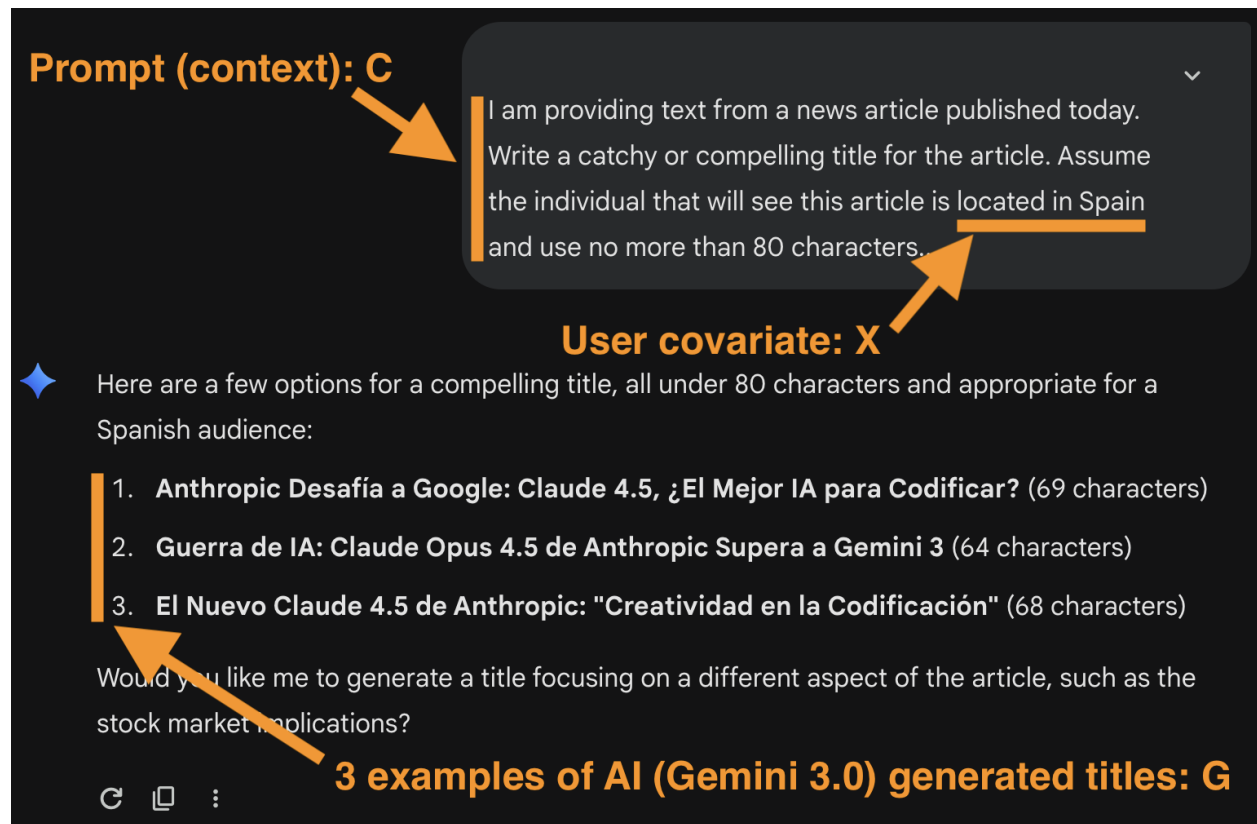 Prompt (context): C
I am providing text from a news article published today.
Write a catchy or compelling title for the article. Assume
the individual that will see this article is located in Spain
and use no more than 80 characters..
User covariate: X
Here are a few options for a compelling title, all under 80 characters and appropriate for a
Spanish audience:
1. Anthropic Desafía a Google: Claude 4.5, ¿El Mejor IA para Codificar? (69 characters)
2. Guerra de IA: Claude Opus 4.5 de Anthropic Supera a Gemini 3 (64 characters)
3. El Nuevo Claude 4.5 de Anthropic: "Creatividad en la Codificación" (68 characters)
Would you like me to generate a title focusing on a different aspect of the article, such as the
stock market implications?
3 examples of AI (Gemini 3.0) generated titles: G